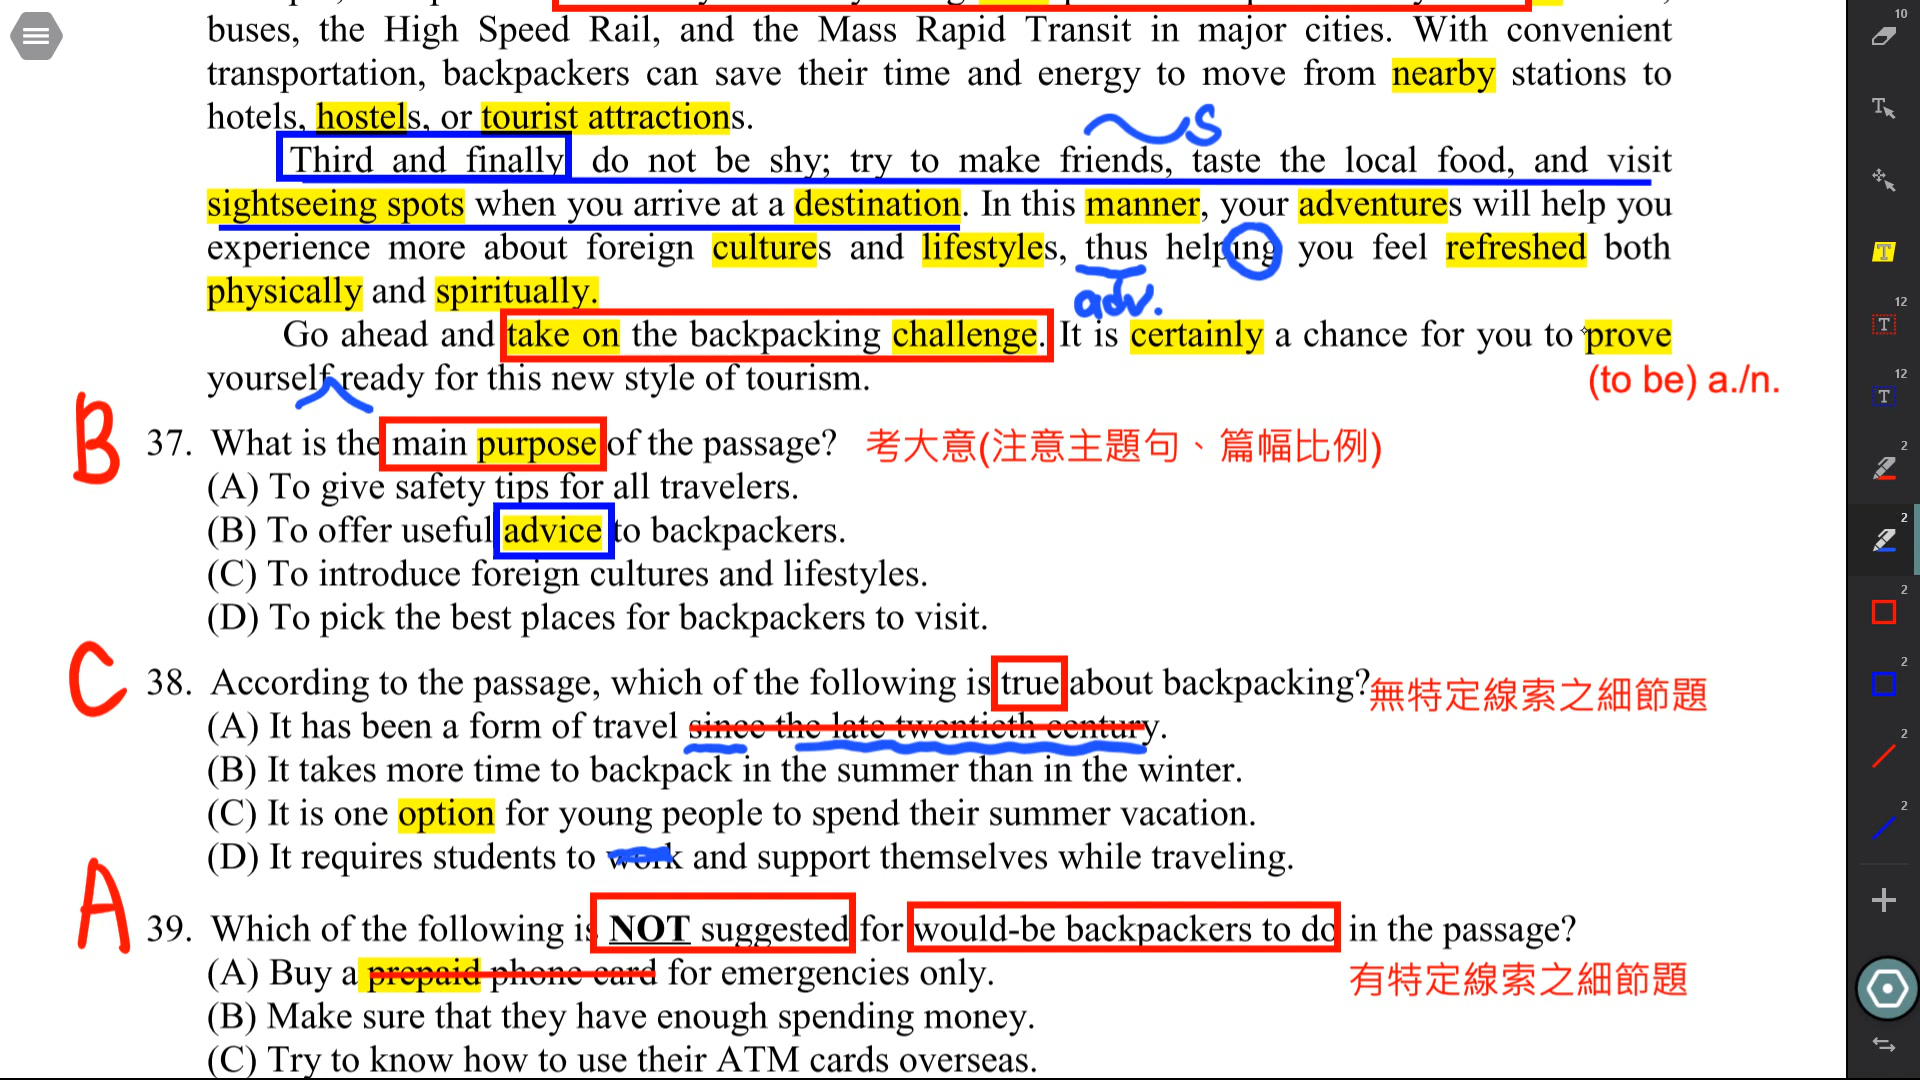 buses, the High Speed Rail, and the Mass Rapid Transit in major cities. With convenient
transportation, backpackers can save their time and energy to move from nearby stations to
hotels, hostels, or tourist attractions.
s
Third and finally do not be shy; try to make friends, taste the local food, and visit
sightseeing spots when you arrive at a destination. In this manner, your adventures will help you
experience more about foreign cultures and lifestyles, thus helping you feel refreshed both
physically and spiritually.
adv.
Go ahead and take on the backpacking challenge. It is certainly a chance for you to prove
yourself ready for this new style of tourism.
(to be) a./n.
B 37. What is the main purpose of the passage? 考大意(注意主題句、篇幅比例)
(A) To give safety tips for all travelers.
(B) To offer useful advice to backpackers.
(C) To introduce foreign cultures and lifestyles.
(D) To pick the best places for backpackers to visit.
C 38. According to the passage, which of the following is true about backpacking? 無特定線索之細節題
(A) It has been a form of travel since the late twentieth century.
(B) It takes more time to backpack in the summer than in the winter.
(C) It is one option for young people to spend their summer vacation.
(D) It requires students to work and support themselves while traveling.
A 39. Which of the following is NOT suggested for would-be backpackers to do in the passage?
(A) Buy a prepaid phone card for emergencies only. 有特定線索之細節題
(B) Make sure that they have enough spending money.
(C) Try to know how to use their ATM cards overseas.
10
T
T
12
T
12
T
2
2
2
2
2
2